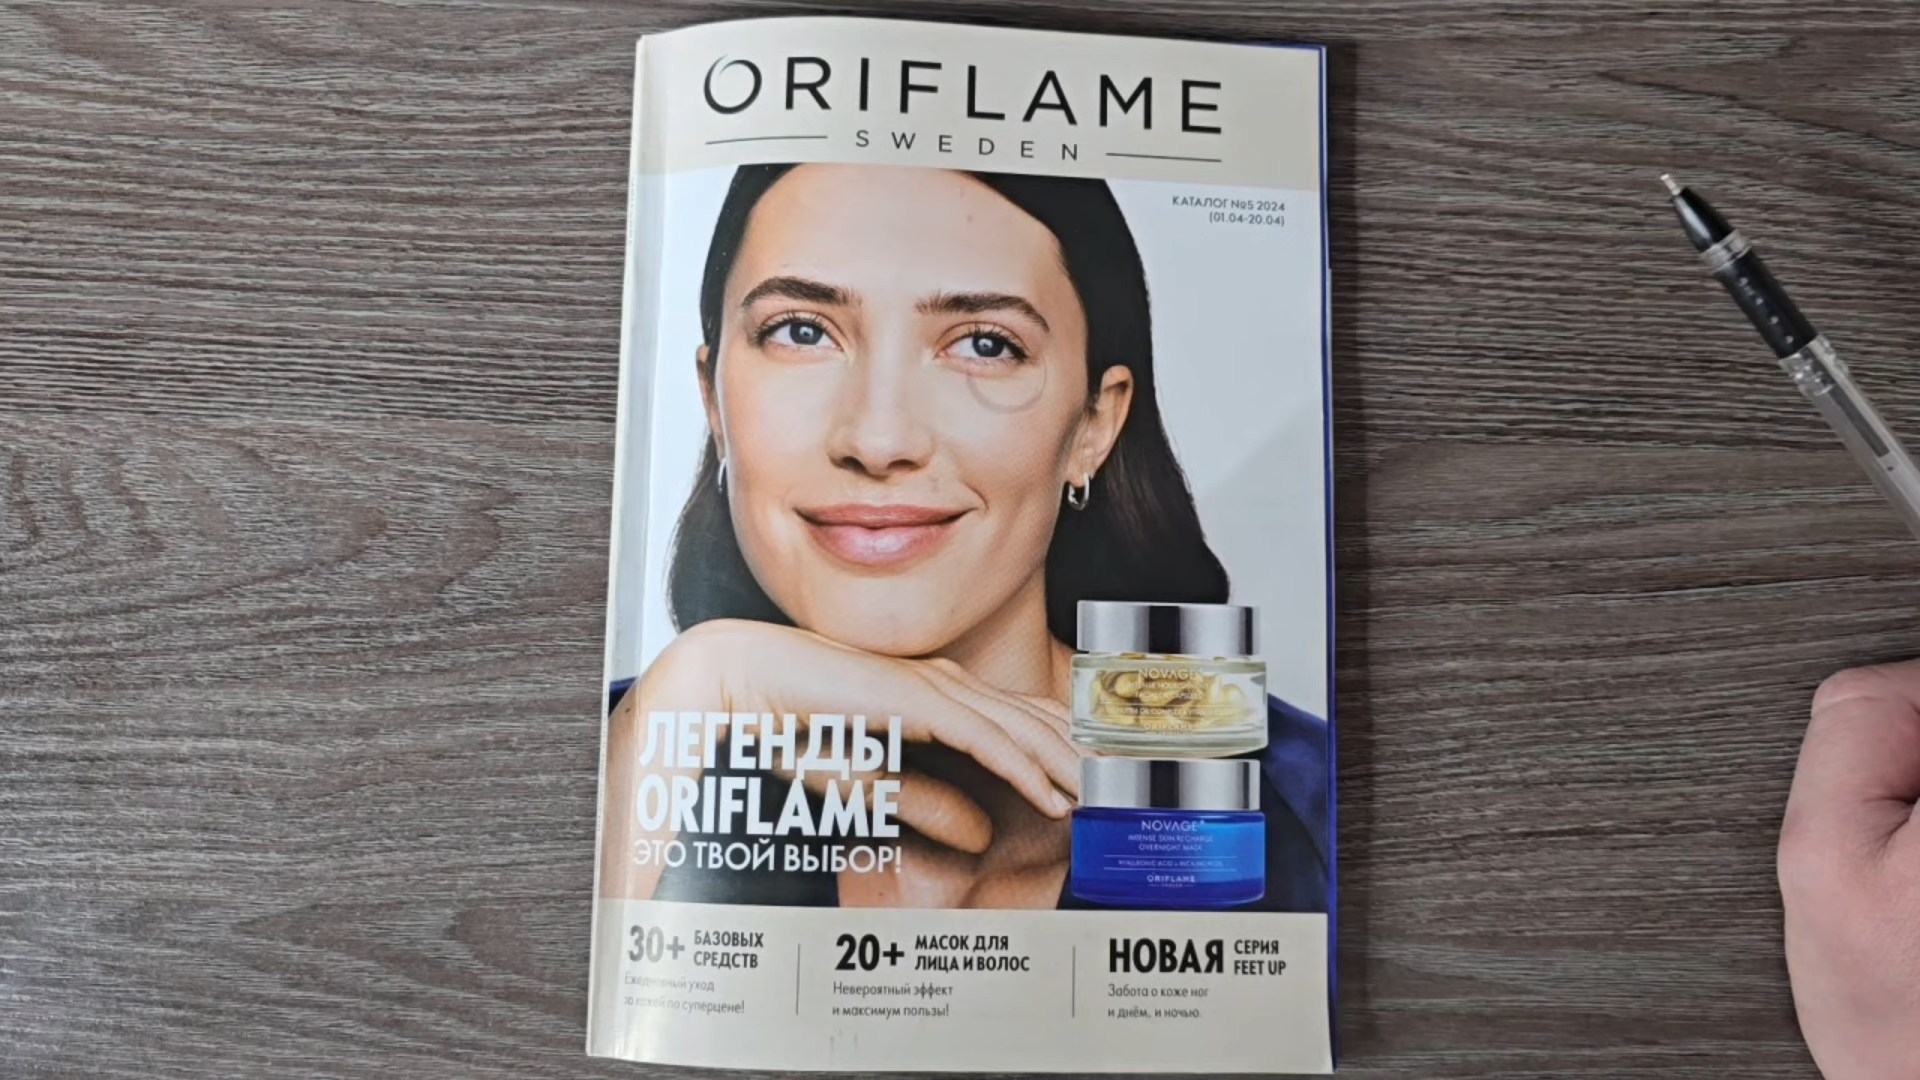 ORIFLAME
SWEDEN
КАТАЛОГ №5 2024
(01.04-20.04)
NOVAGE
ORIFLAME
NOVAGE+
INTENSE SKIN RECHARGE
OVERNIGHT MASK
ORIFLAME
SWEDEN
ЛЕГЕНДЫ
ORIFLAME
ЭТО ТВОЙ ВЫБОР!
30+ БАЗОВЫХ
СРЕДСТВ
Ежедневный уход
за кожей по суперцене!
20+ МАСОК ДЛЯ
ЛИЦА И ВОЛОС
Невероятный эффект
и максимум пользы!
НОВАЯ СЕРИЯ
FEET UP
Забота о коже ног
и днём, и ночью.